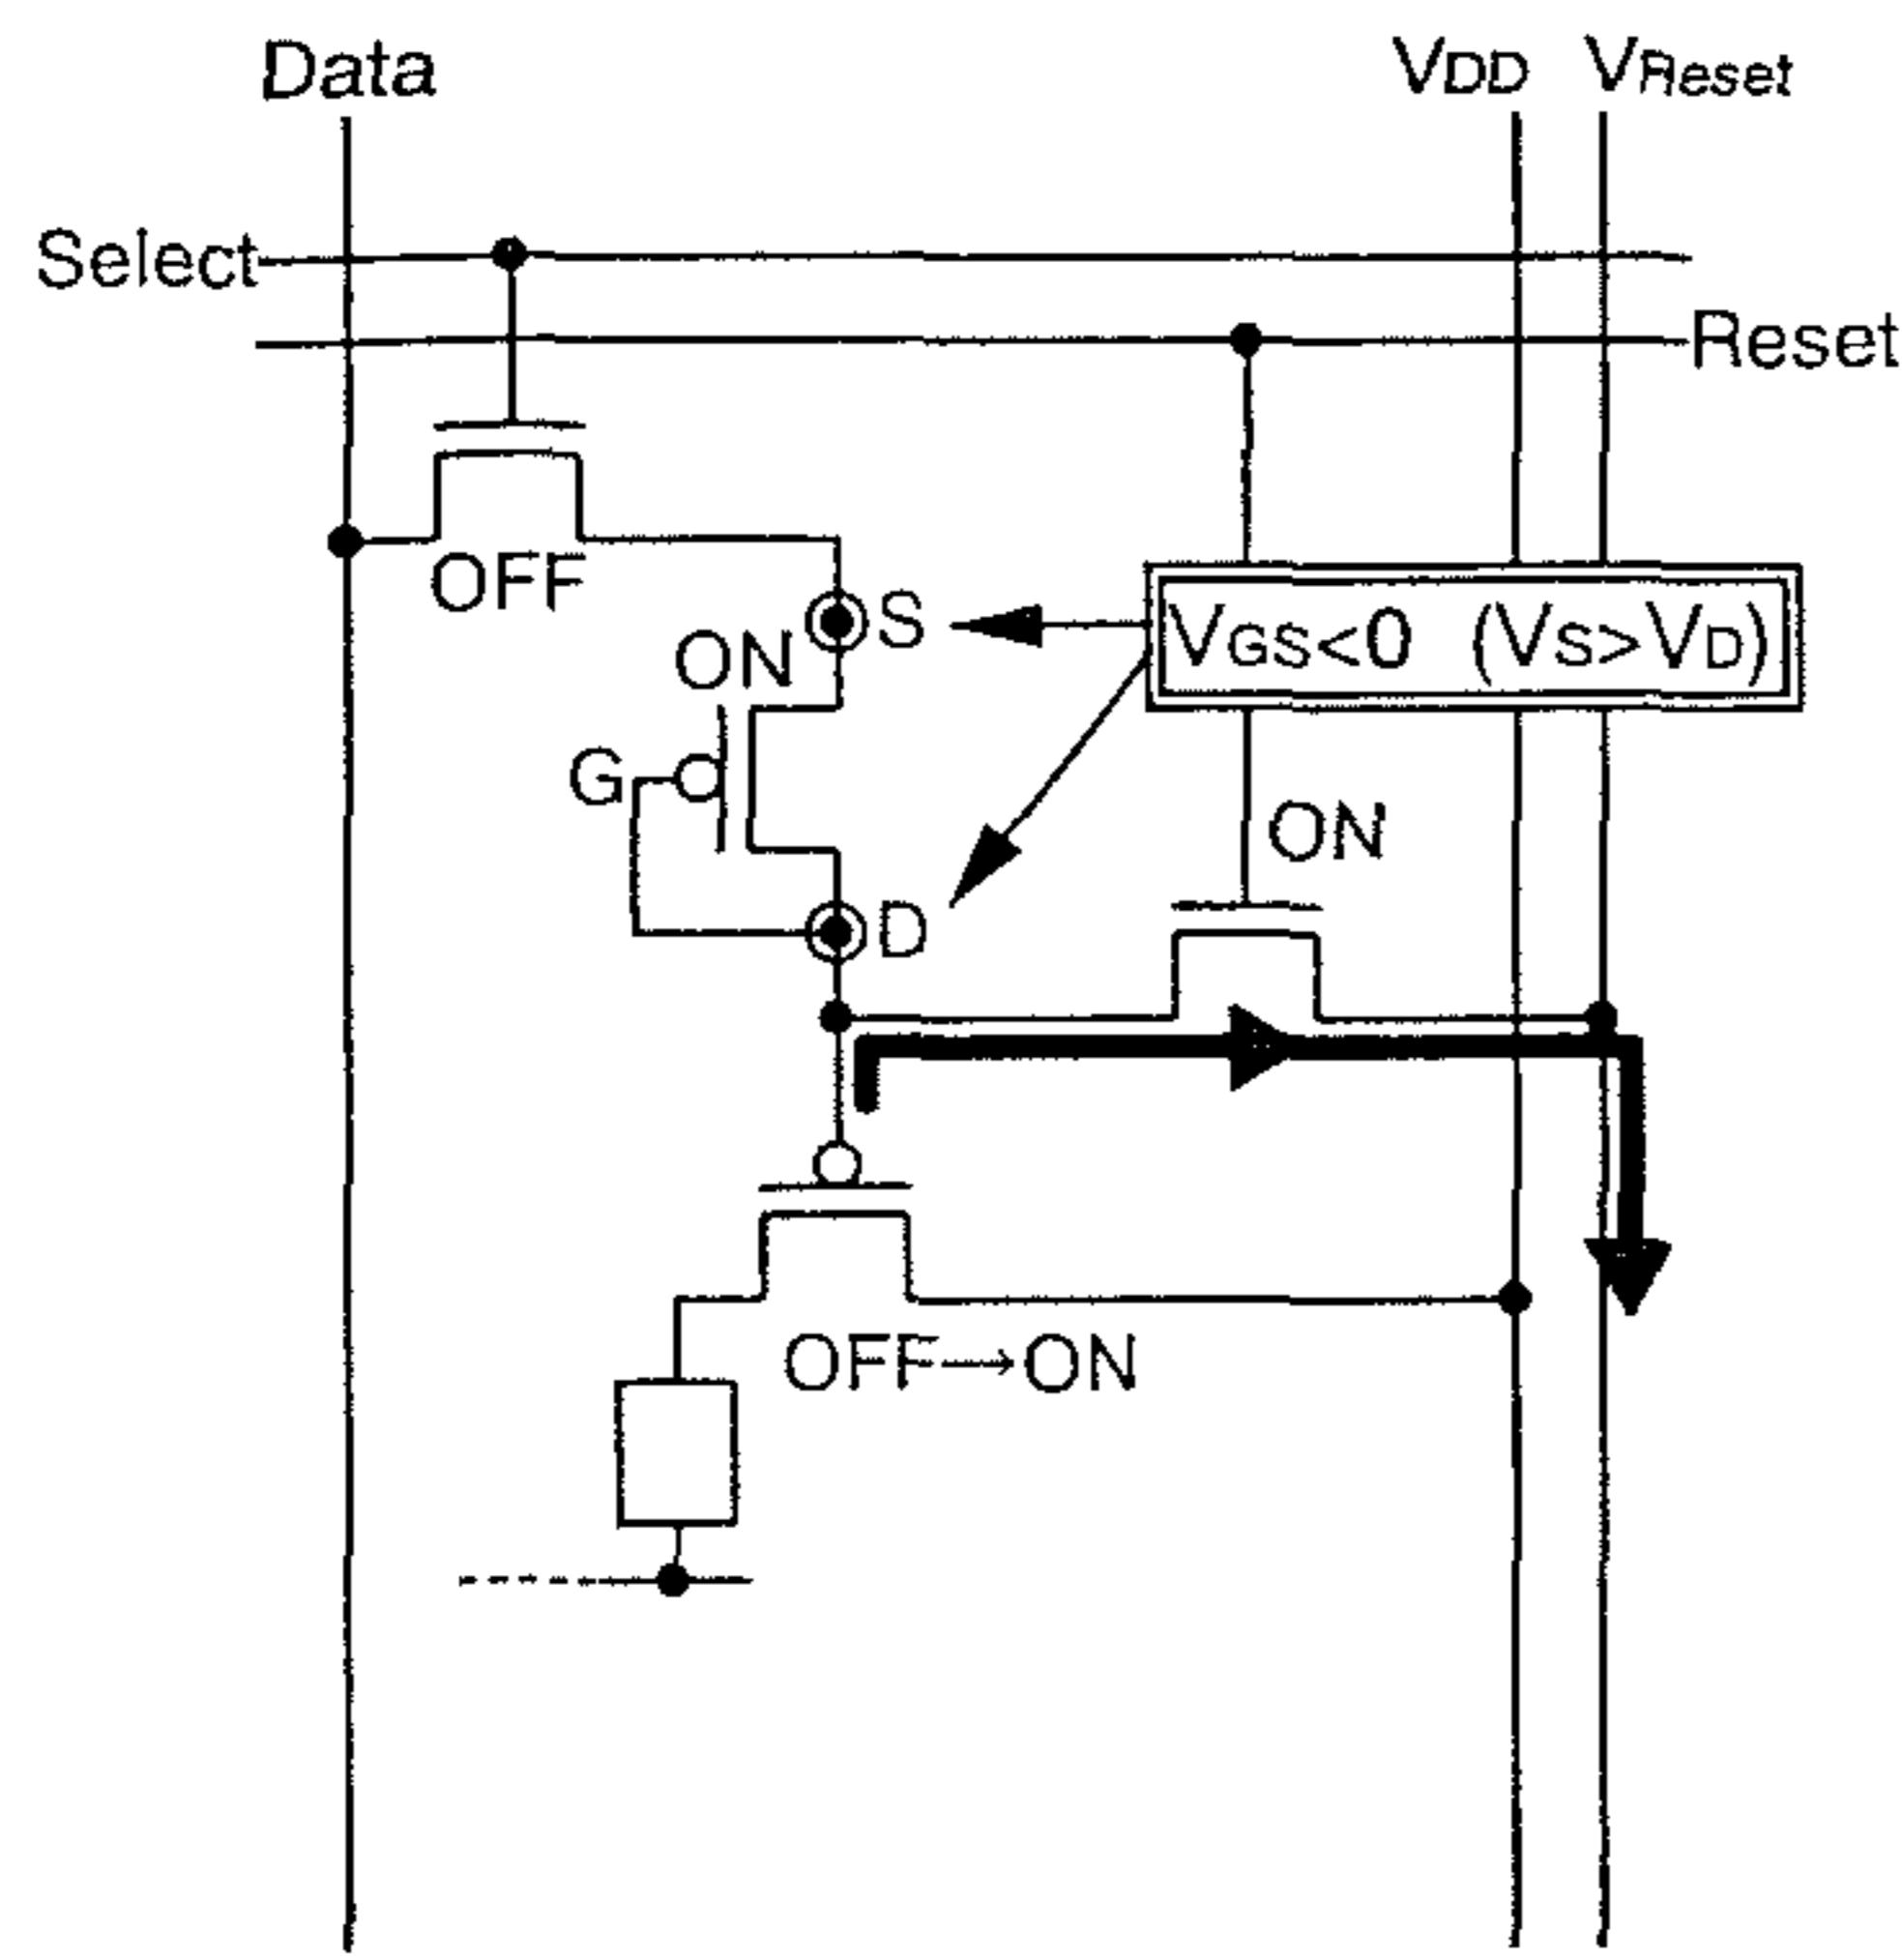 Data
VDD VReset
Select
Reset
OFF
S
VGS<0 (VS>VD)
ON
G
ON
D
OFF→ON